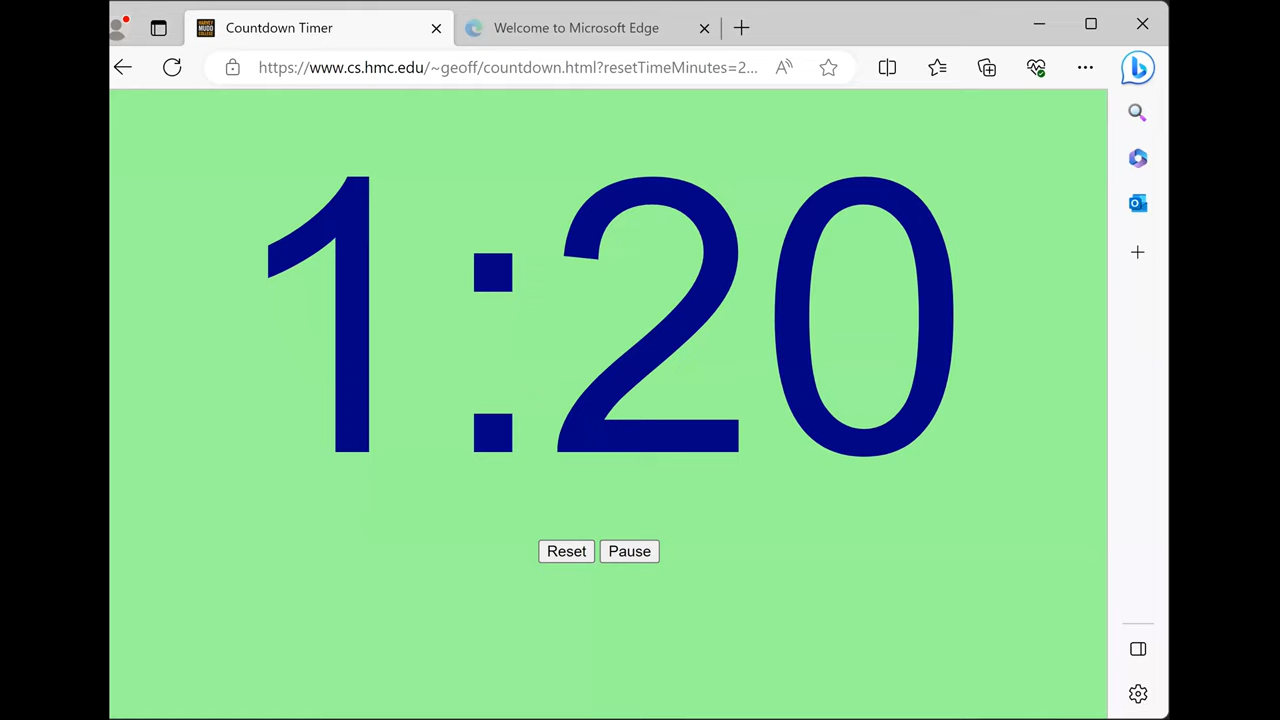 Countdown Timer
Welcome to Microsoft Edge
https://www.cs.hmc.edu/~geoff/countdown.html?resetTimeMinutes=2...
1:20
Reset Pause